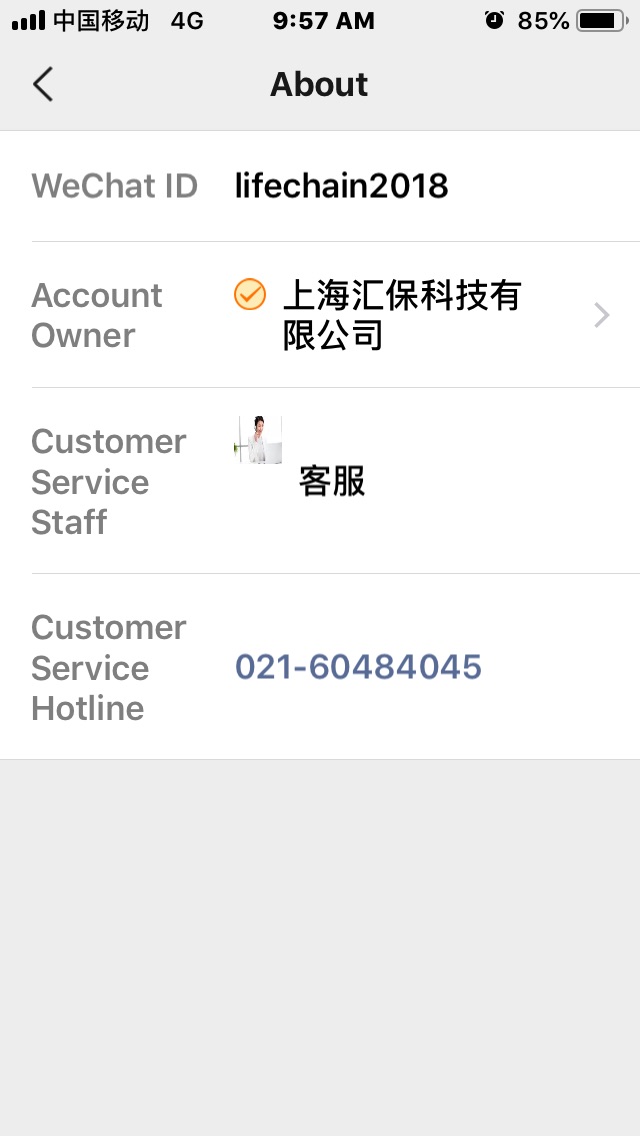 中国移动 4G 9:57 AM 85%
About
WeChat ID lifechain2018
Account
Owner
上海汇保科技有
限公司
Customer
Service
Staff
客服
Customer
Service
Hotline
021-60484045